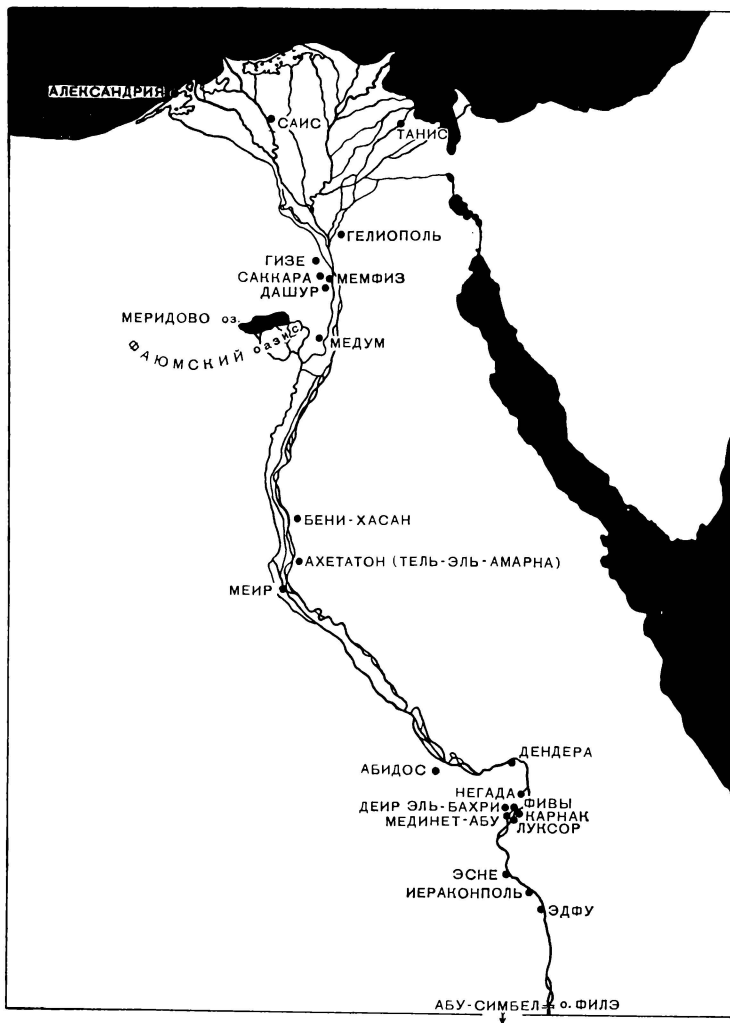 АЛЕКСАНДРИЯ
САИС
ТАНИС
ГЕЛИОПОЛЬ
ГИЗЕ
САККАРА МЕМФИЗ
ДАШУР
МЕРИДОВО оз.
ФАЮМСКИЙ оазис
МЕДУМ
БЕНИ-ХАСАН
АХЕТАТОН (ТЕЛЬ-ЭЛЬ-АМАРНА)
МЕИР
ДЕНДЕРА
АБИДОС
НЕГАДА
ДЕИР ЭЛЬ-БАХРИ ФИВЫ
МЕДИНЕТ-АБУ КАРНАК
ЛУКСОР
ЭСНЕ
ИЕРАКОНПОЛЬ
ЭДФУ
АБУ-СИМБЕЛ о. ФИЛЭ